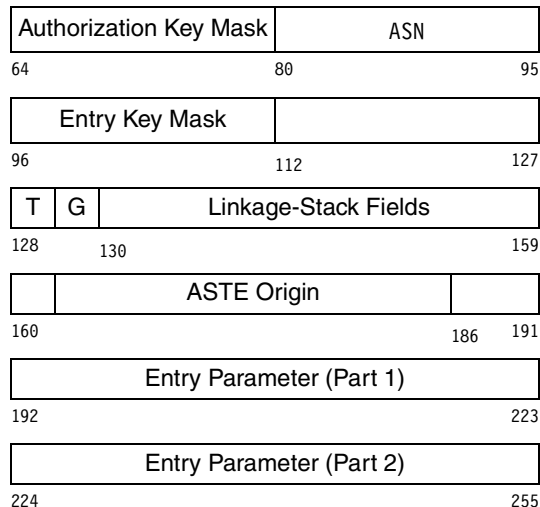 Authorization Key Mask ASN
64 80 95
Entry Key Mask
96 112 127
T G Linkage-Stack Fields
128 130 159
ASTE Origin
160 186 191
Entry Parameter (Part 1)
192 223
Entry Parameter (Part 2)
224 255